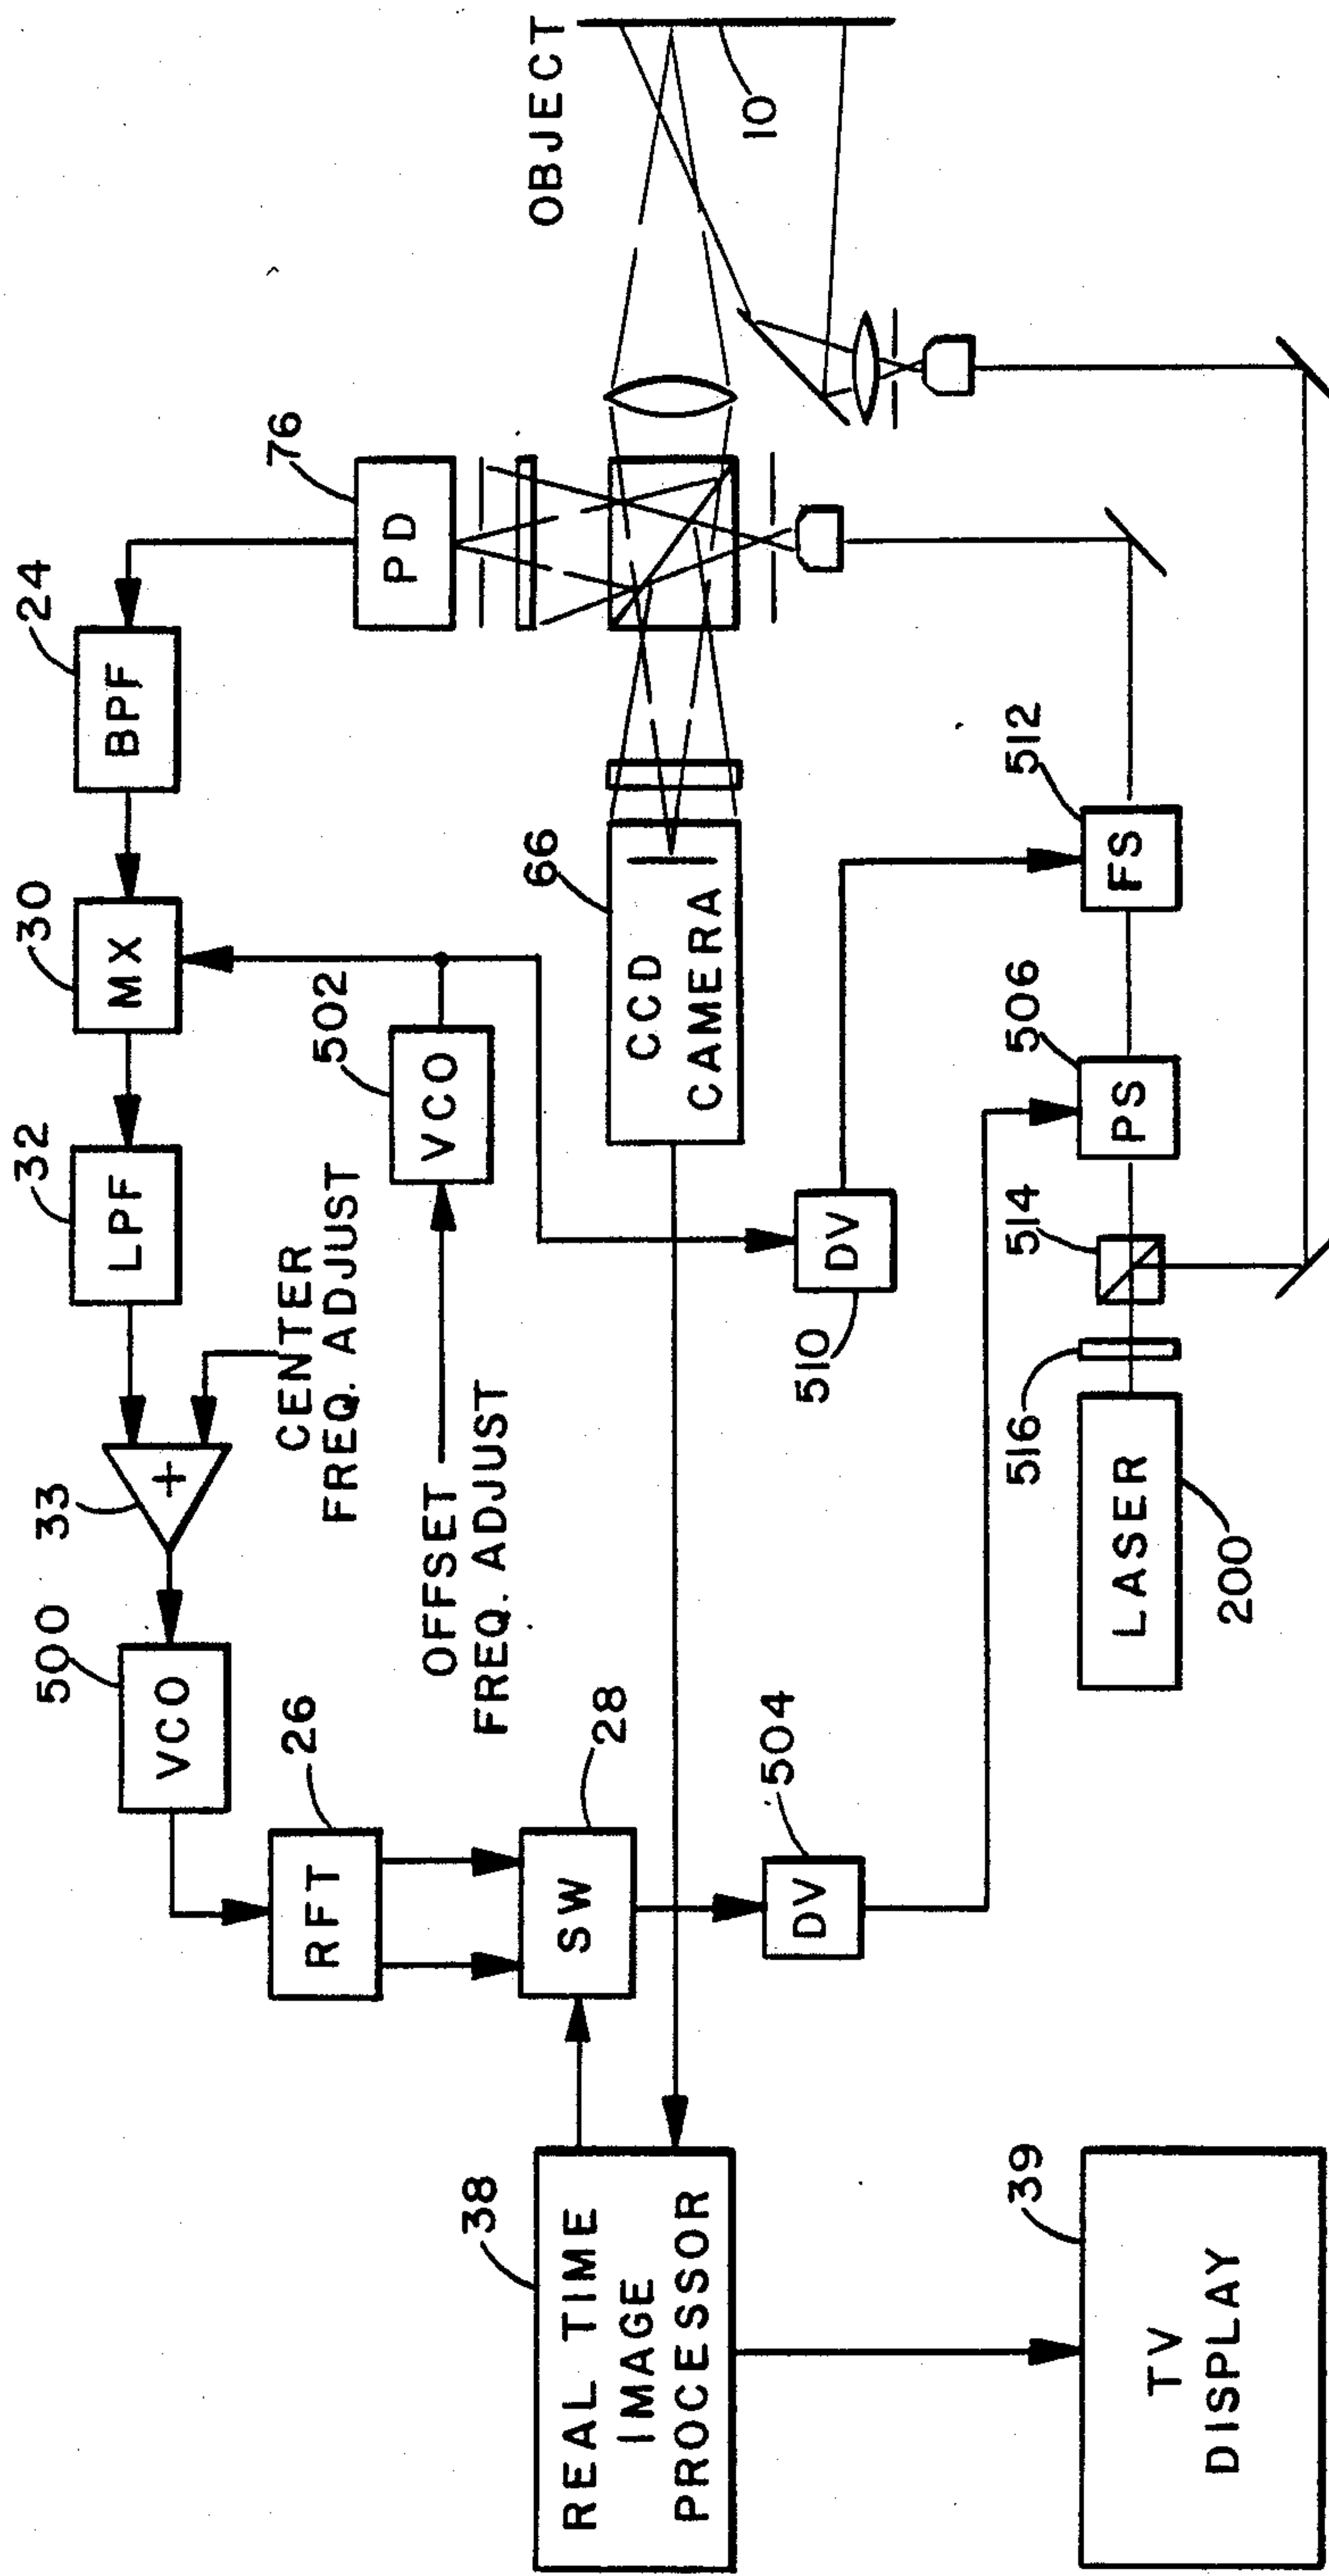 OBJECT
10
76
PD
24
BPF
30
MX
32
LPF
33
+
CENTER
FREQ. ADJUST
500
VCO
502
VCO
OFFSET
FREQ. ADJUST
26
RFT
28
SW
504
DV
66
CCD
CAMERA
510
DV
512
FS
506
PS
514
516
LASER
200
38
REAL TIME
IMAGE
PROCESSOR
39
TV
DISPLAY